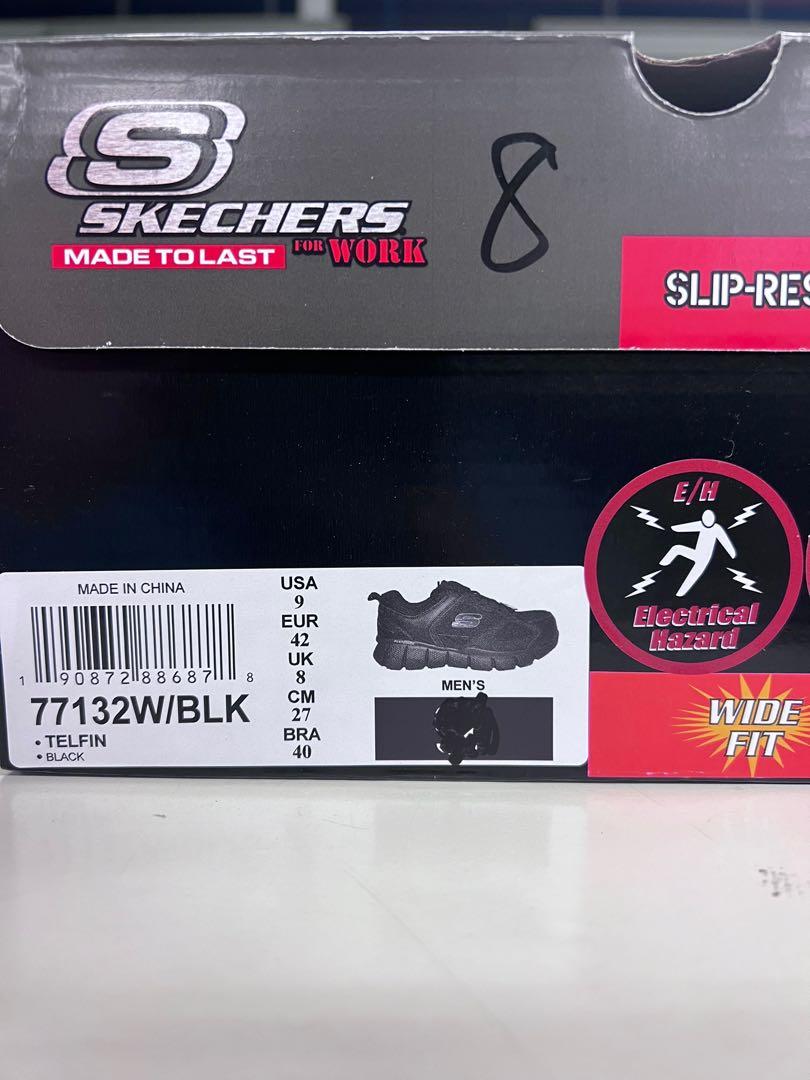 S
SKECHERS
MADE TO LAST FOR WORK
8
SLIP-RES
E/H
Electrical
Hazard
MADE IN CHINA
1 90872 88687 8
77132W/BLK
• TELFIN
• BLACK
USA
9
EUR
42
UK
8
CM
27
BRA
40
MEN'S
WIDE
FIT